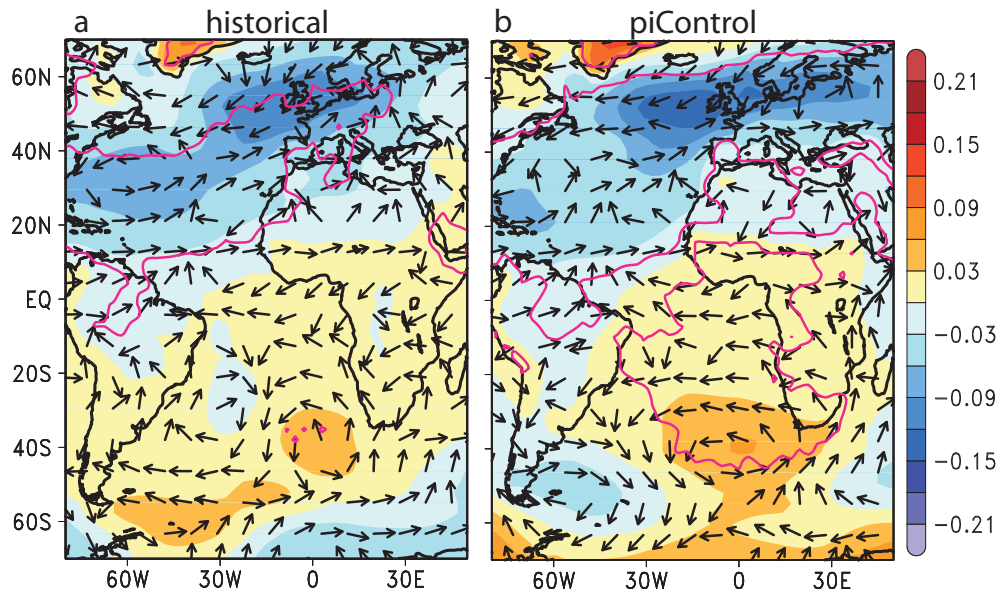 a historical
b piControl
60N
40N
20N
EQ
20S
40S
60S
60W
30W
0
30E
60W
30W
0
30E
0.21
0.15
0.09
0.03
−0.03
−0.09
−0.15
−0.21